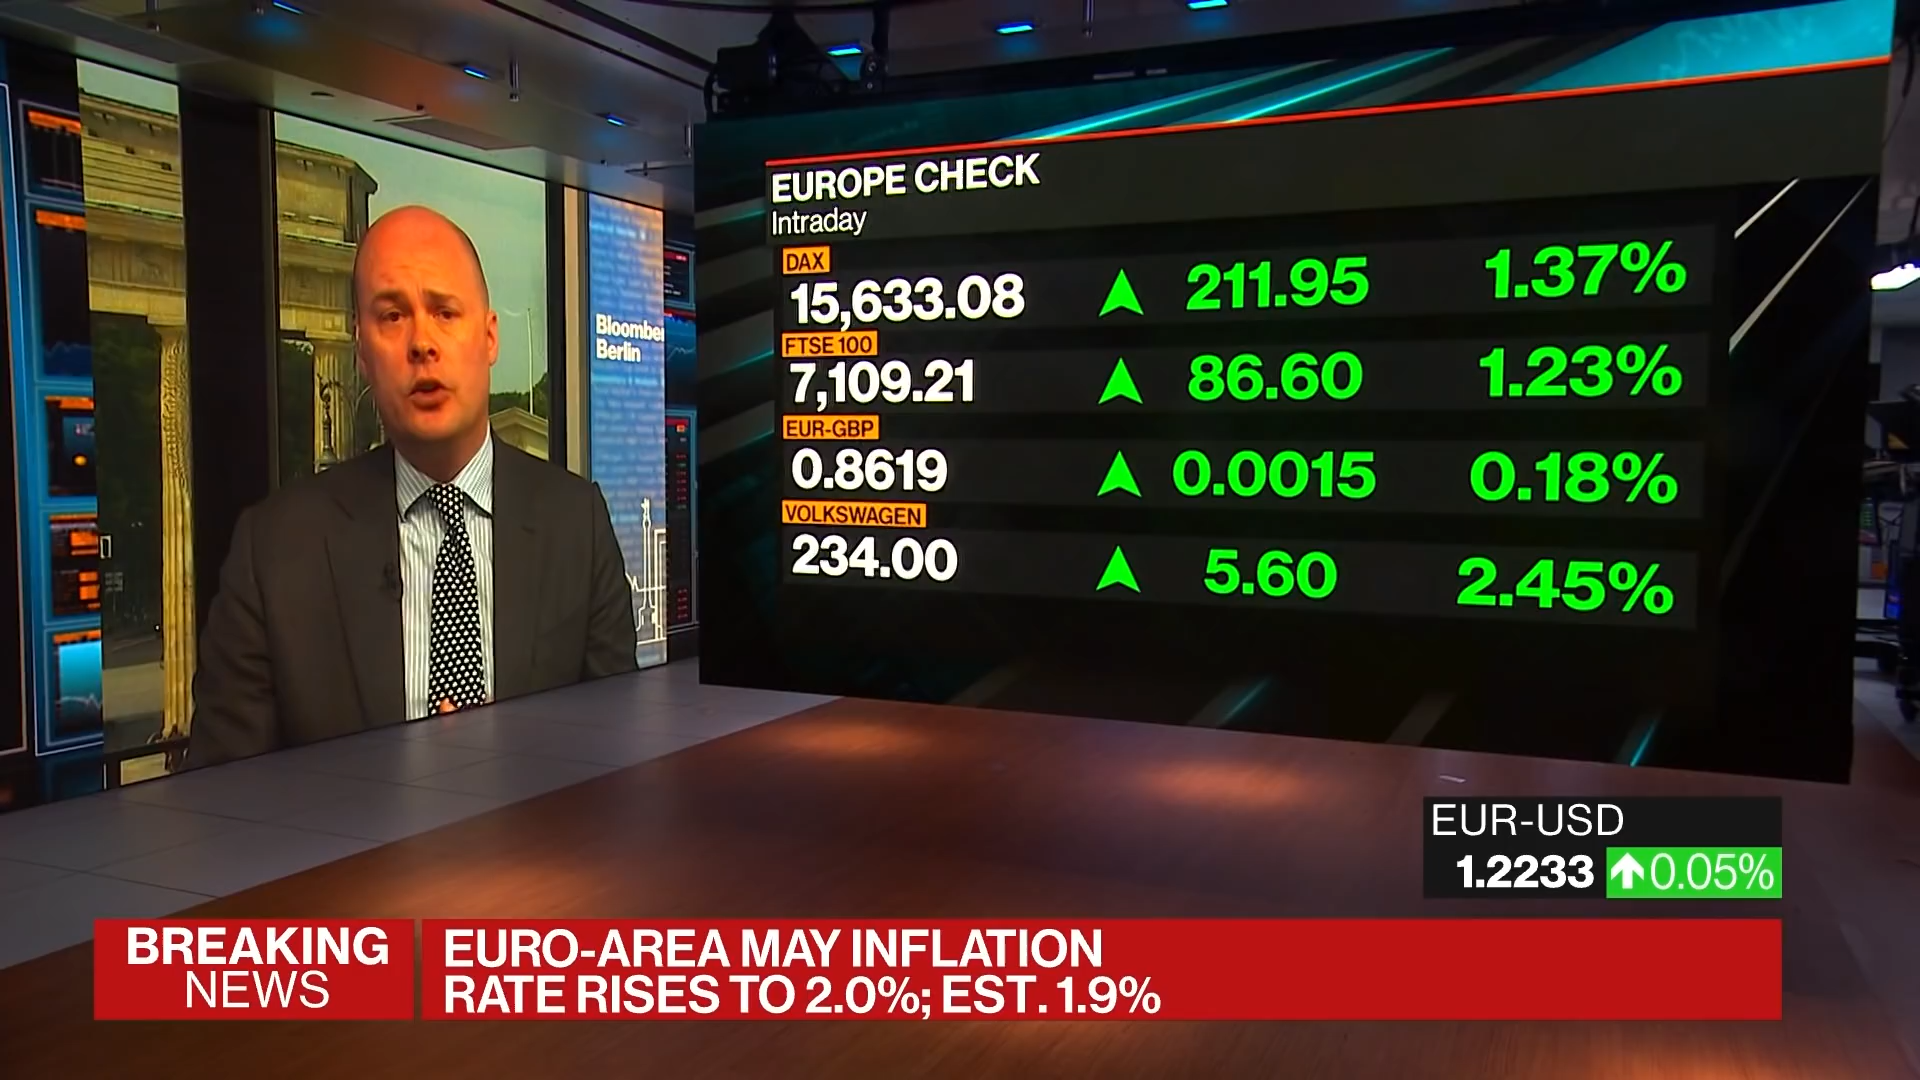 Bloomber
Berlin
EUROPE CHECK
Intraday
DAX
15,633.08 ▲ 211.95 1.37%
FTSE 100
7,109.21 ▲ 86.60 1.23%
EUR-GBP
0.8619 ▲ 0.0015 0.18%
VOLKSWAGEN
234.00 ▲ 5.60 2.45%
EUR-USD
1.2233 ↑0.05%
BREAKING
NEWS
EURO-AREA MAY INFLATION
RATE RISES TO 2.0%; EST. 1.9%